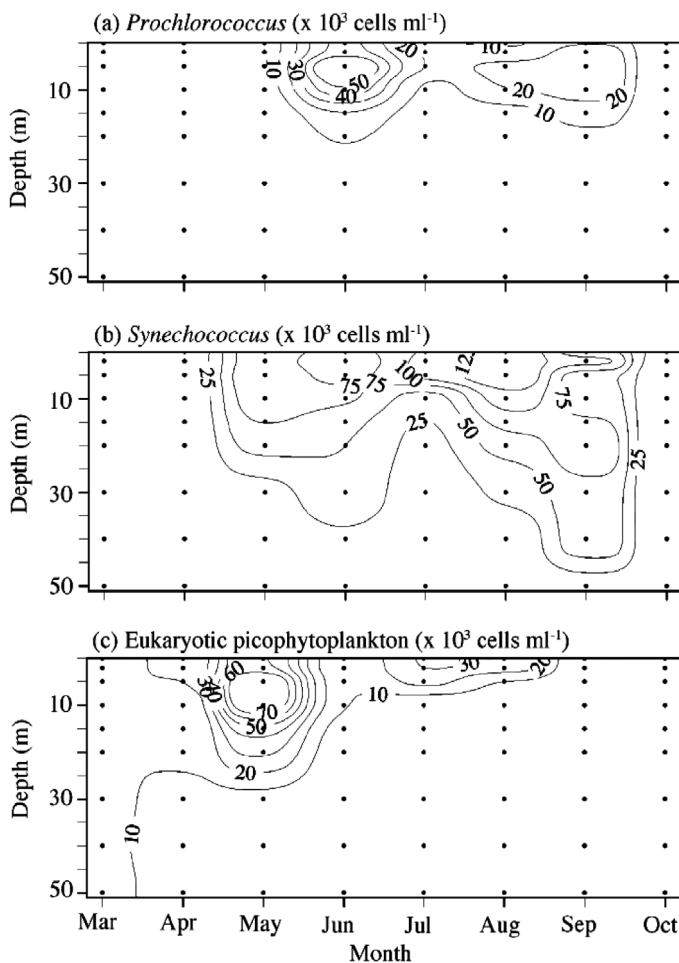 (a) Prochlorococcus (x 10³ cells ml⁻¹)
10 30 20 10
50
40
20 20
10
10
30
50
Depth (m)
(b) Synechococcus (x 10³ cells ml⁻¹)
25 100 12
75 75 75
10
25 50
25
30 50
50
Depth (m)
(c) Eukaryotic picophytoplankton (x 10³ cells ml⁻¹)
60 30 20
30 40
10
10 70
50
20
30
10
50
Depth (m)
Mar Apr May Jun Jul Aug Sep Oct
Month